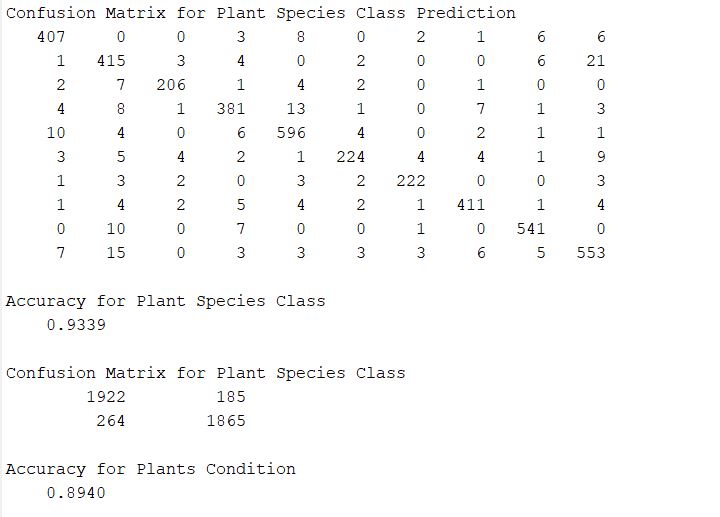 Confusion Matrix for Plant Species Class Prediction
407 0 0 3 8 0 2 1 6 6
1 415 3 4 0 2 0 0 6 21
2 7 206 1 4 2 0 1 0 0
4 8 1 381 13 1 0 7 1 3
10 4 0 6 596 4 0 2 1 1
3 5 4 2 1 224 4 4 1 9
1 3 2 0 3 2 222 0 0 3
1 4 2 5 4 2 1 411 1 4
0 10 0 7 0 0 1 0 541 0
7 15 0 3 3 3 3 6 5 553
Accuracy for Plant Species Class
0.9339
Confusion Matrix for Plant Species Class
1922 185
264 1865
Accuracy for Plants Condition
0.8940